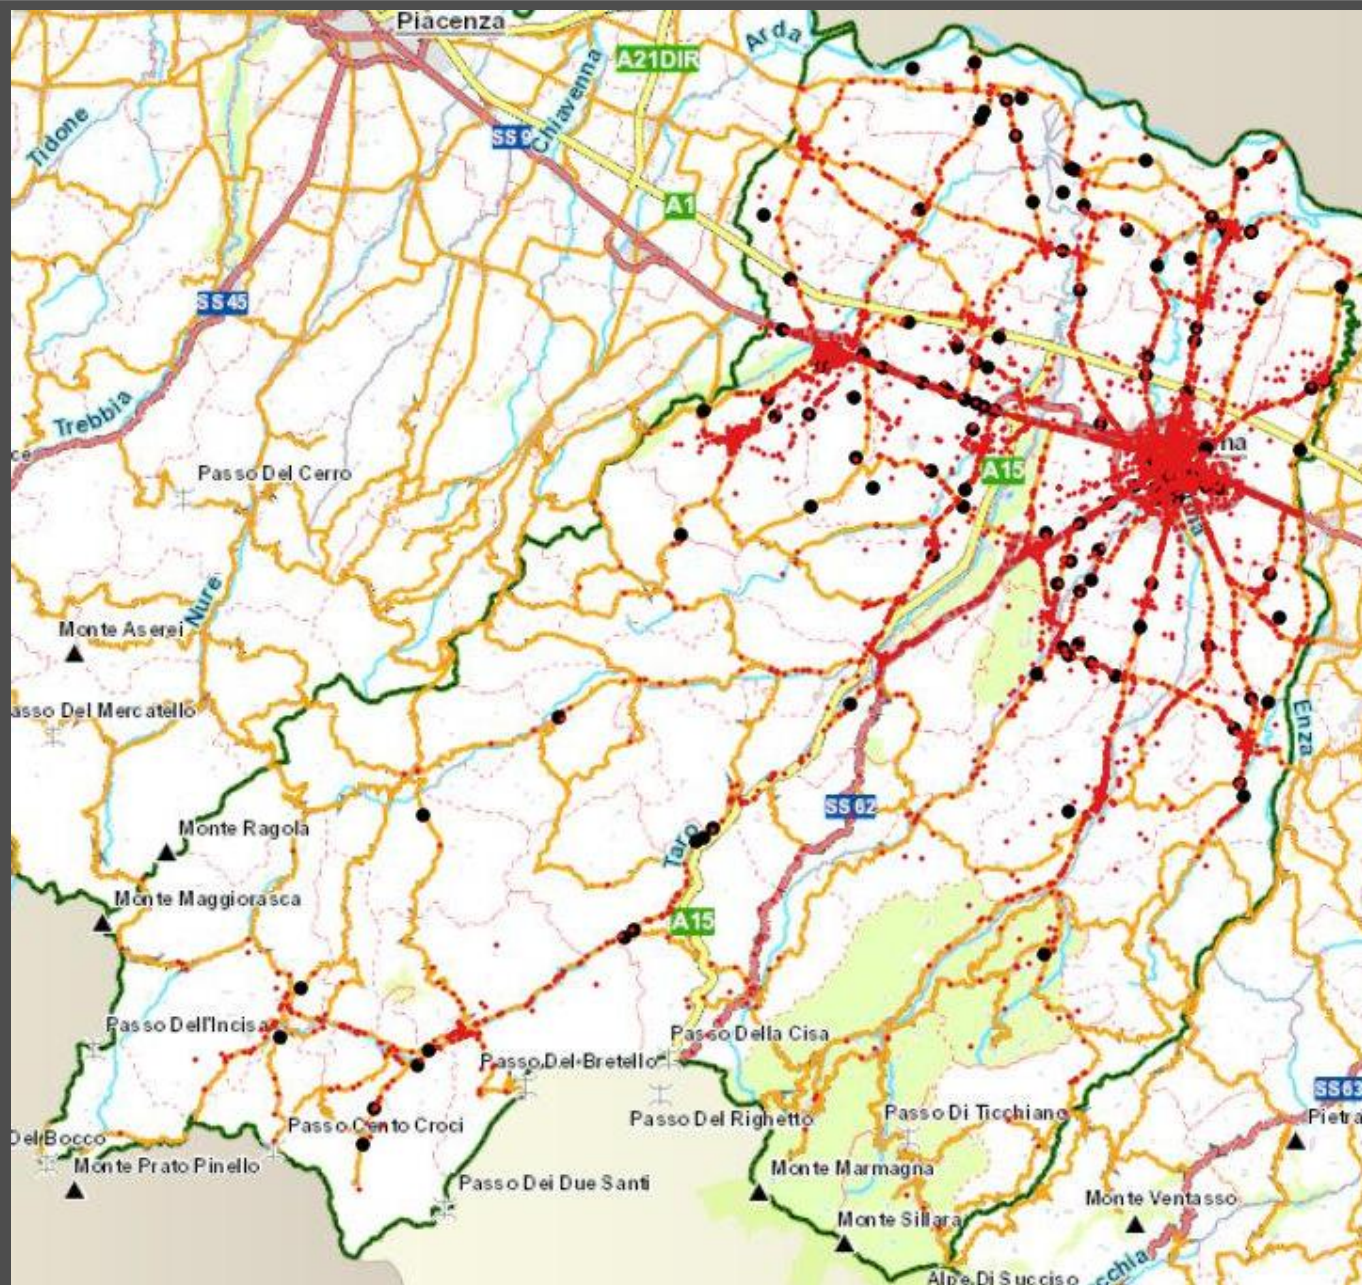 Piacenza
Arda
A21DIR
Chiavenna
Tidone
SS 9
A1
SS 45
Trebbia
ce
na
Passo Del Cerro
A15
Nure
Monte Aserei
asso Del Mercatello
Enza
SS 62
Monte Ragola
Taro
Monte Maggiorasca
A15
Passo Dell'Incisa
Passo Della Cisa
Passo Del Bretello
SS63
Passo Del Righetto
Passo Di Ticchiano
Pietra
Passo Cento Croci
Del Bocco
Monte Prato Pinello
Monte Marmagna
Passo Dei Due Santi
Monte Ventasso
Monte Sillara
cchia
Alpe Di Succiso